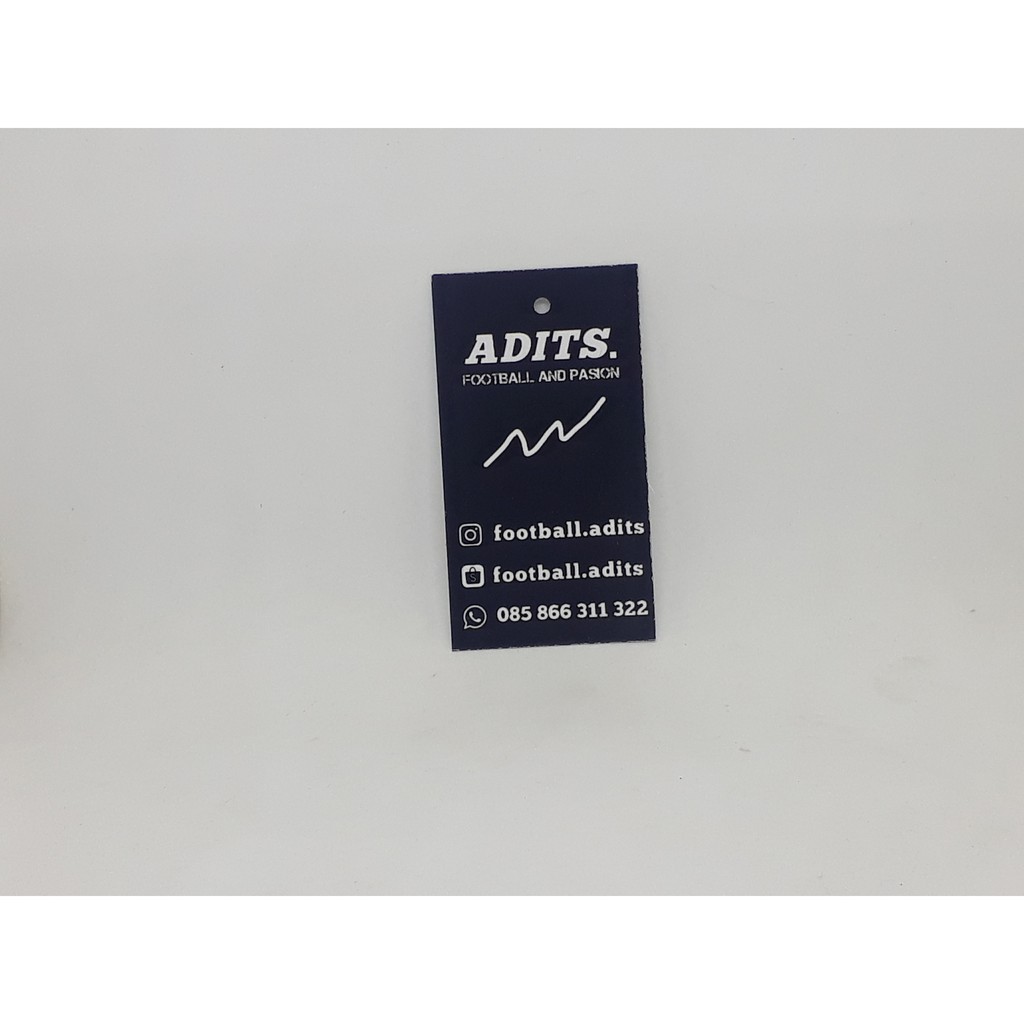 ADITS.
FOOTBALL AND PASION
football.adits
football.adits
085 866 311 322